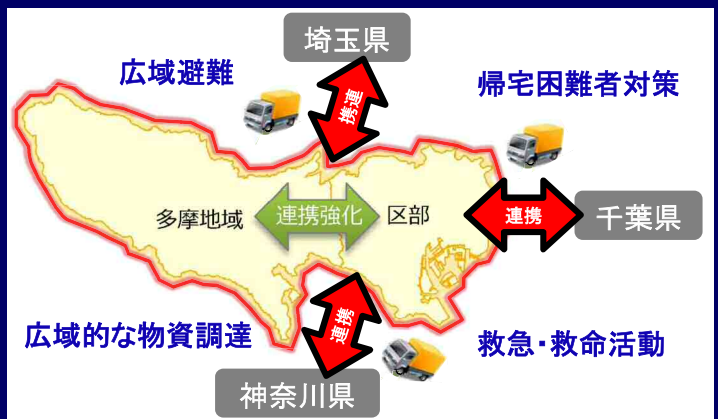 埼玉県
広域避難
帰宅困難者対策
携連
多摩地域
連携強化
区部
連携
千葉県
広域的な物資調達
連携
救急・救命活動
神奈川県